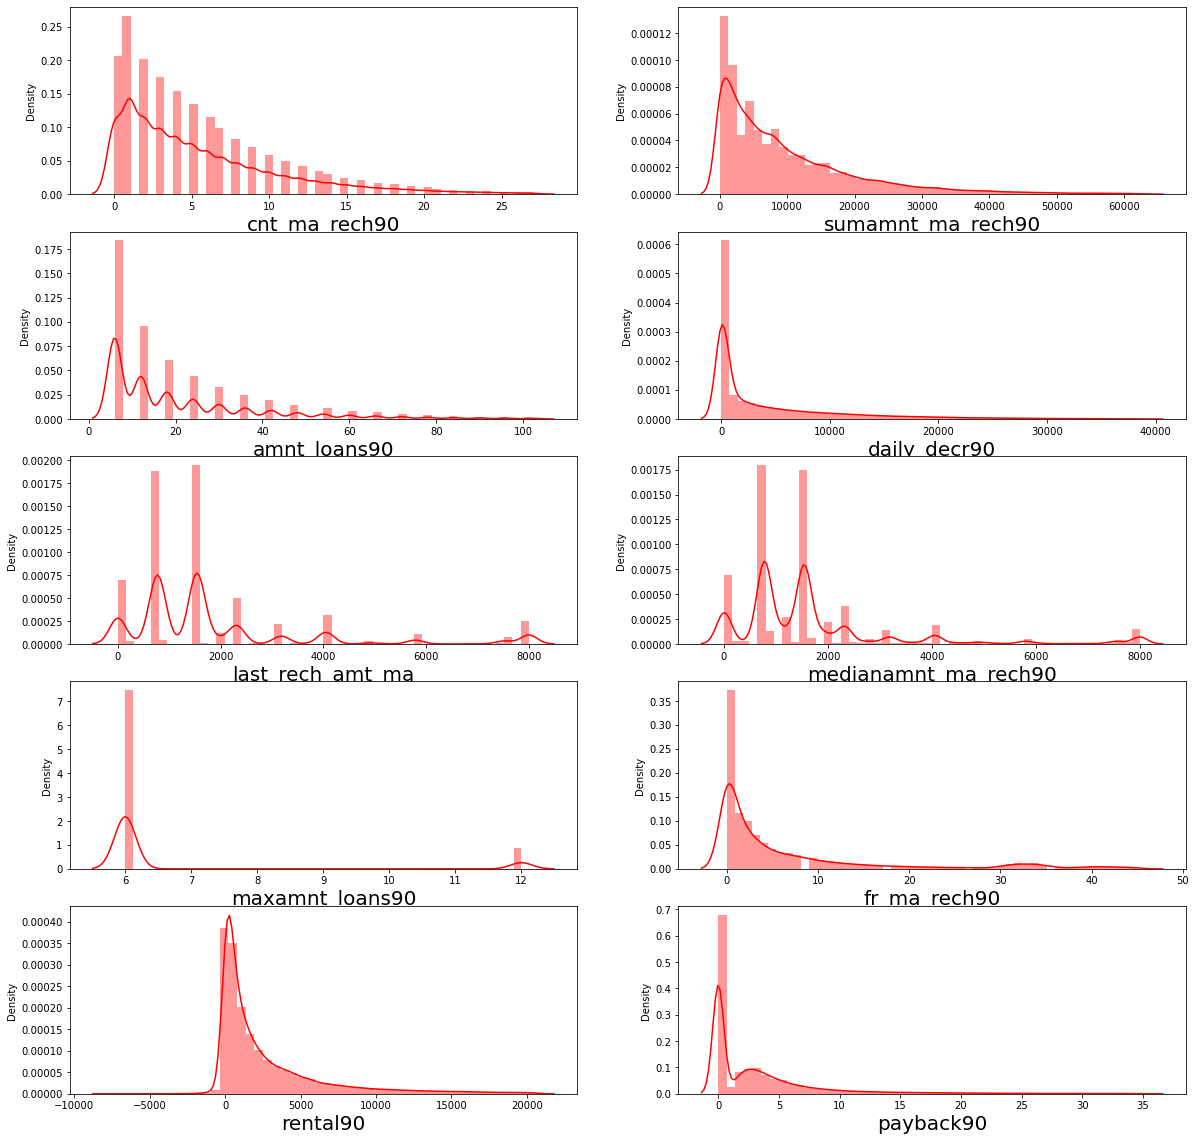 0.25
0.20
0.15
0.10
0.05
0.00
Density
0 5 10 15 20 25
cnt_ma_rech90
0.00012
0.00010
0.00008
0.00006
0.00004
0.00002
0.00000
Density
0 10000 20000 30000 40000 50000 60000
sumamnt_ma_rech90
0.175
0.150
0.125
0.100
0.075
0.050
0.025
0.000
Density
0 20 40 60 80 100
amnt_loans90
0.0006
0.0005
0.0004
0.0003
0.0002
0.0001
0.0000
Density
0 10000 20000 30000 40000
daily_decr90
0.00200
0.00175
0.00150
0.00125
0.00100
0.00075
0.00050
0.00025
0.00000
Density
0 2000 4000 6000 8000
last_rech_amt_ma
0.00175
0.00150
0.00125
0.00100
0.00075
0.00050
0.00025
0.00000
Density
0 2000 4000 6000 8000
medianamnt_ma_rech90
7
6
5
4
3
2
1
0
Density
6 7 8 9 10 11 12
maxamnt_loans90
0.35
0.30
0.25
0.20
0.15
0.10
0.05
0.00
Density
0 10 20 30 40 50
fr_ma_rech90
0.00040
0.00035
0.00030
0.00025
0.00020
0.00015
0.00010
0.00005
0.00000
Density
−10000 −5000 0 5000 10000 15000 20000
rental90
0.7
0.6
0.5
0.4
0.3
0.2
0.1
0.0
Density
0 5 10 15 20 25 30 35
payback90